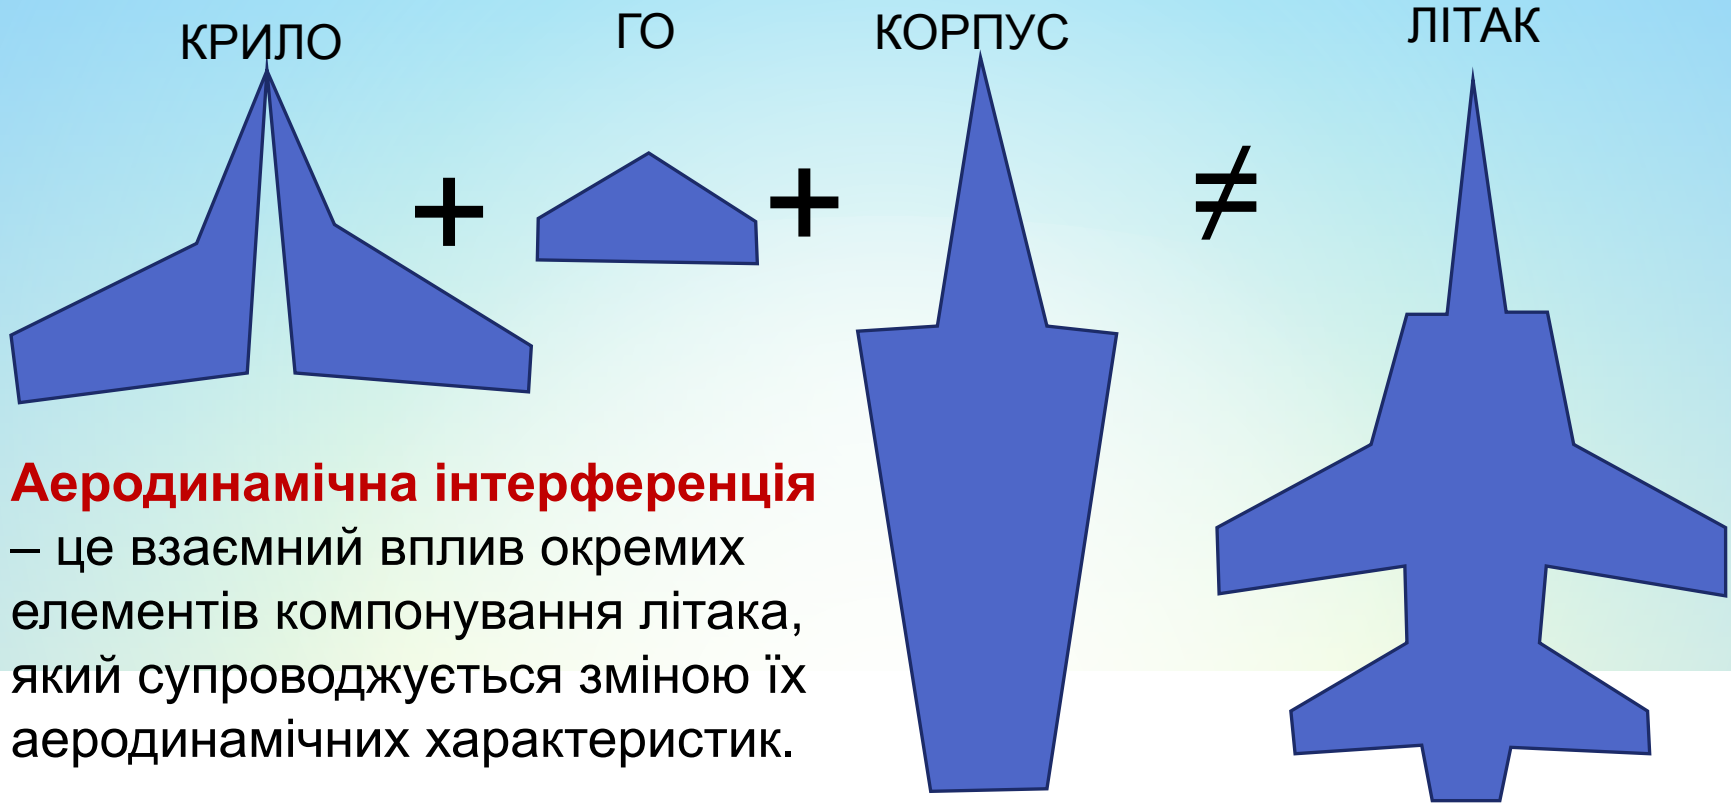 КРИЛО
ГО
КОРПУС
ЛІТАК
+
+
≠
Аеродинамічна інтерференція
– це взаємний вплив окремих
елементів компонування літака,
який супроводжується зміною їх
аеродинамічних характеристик.